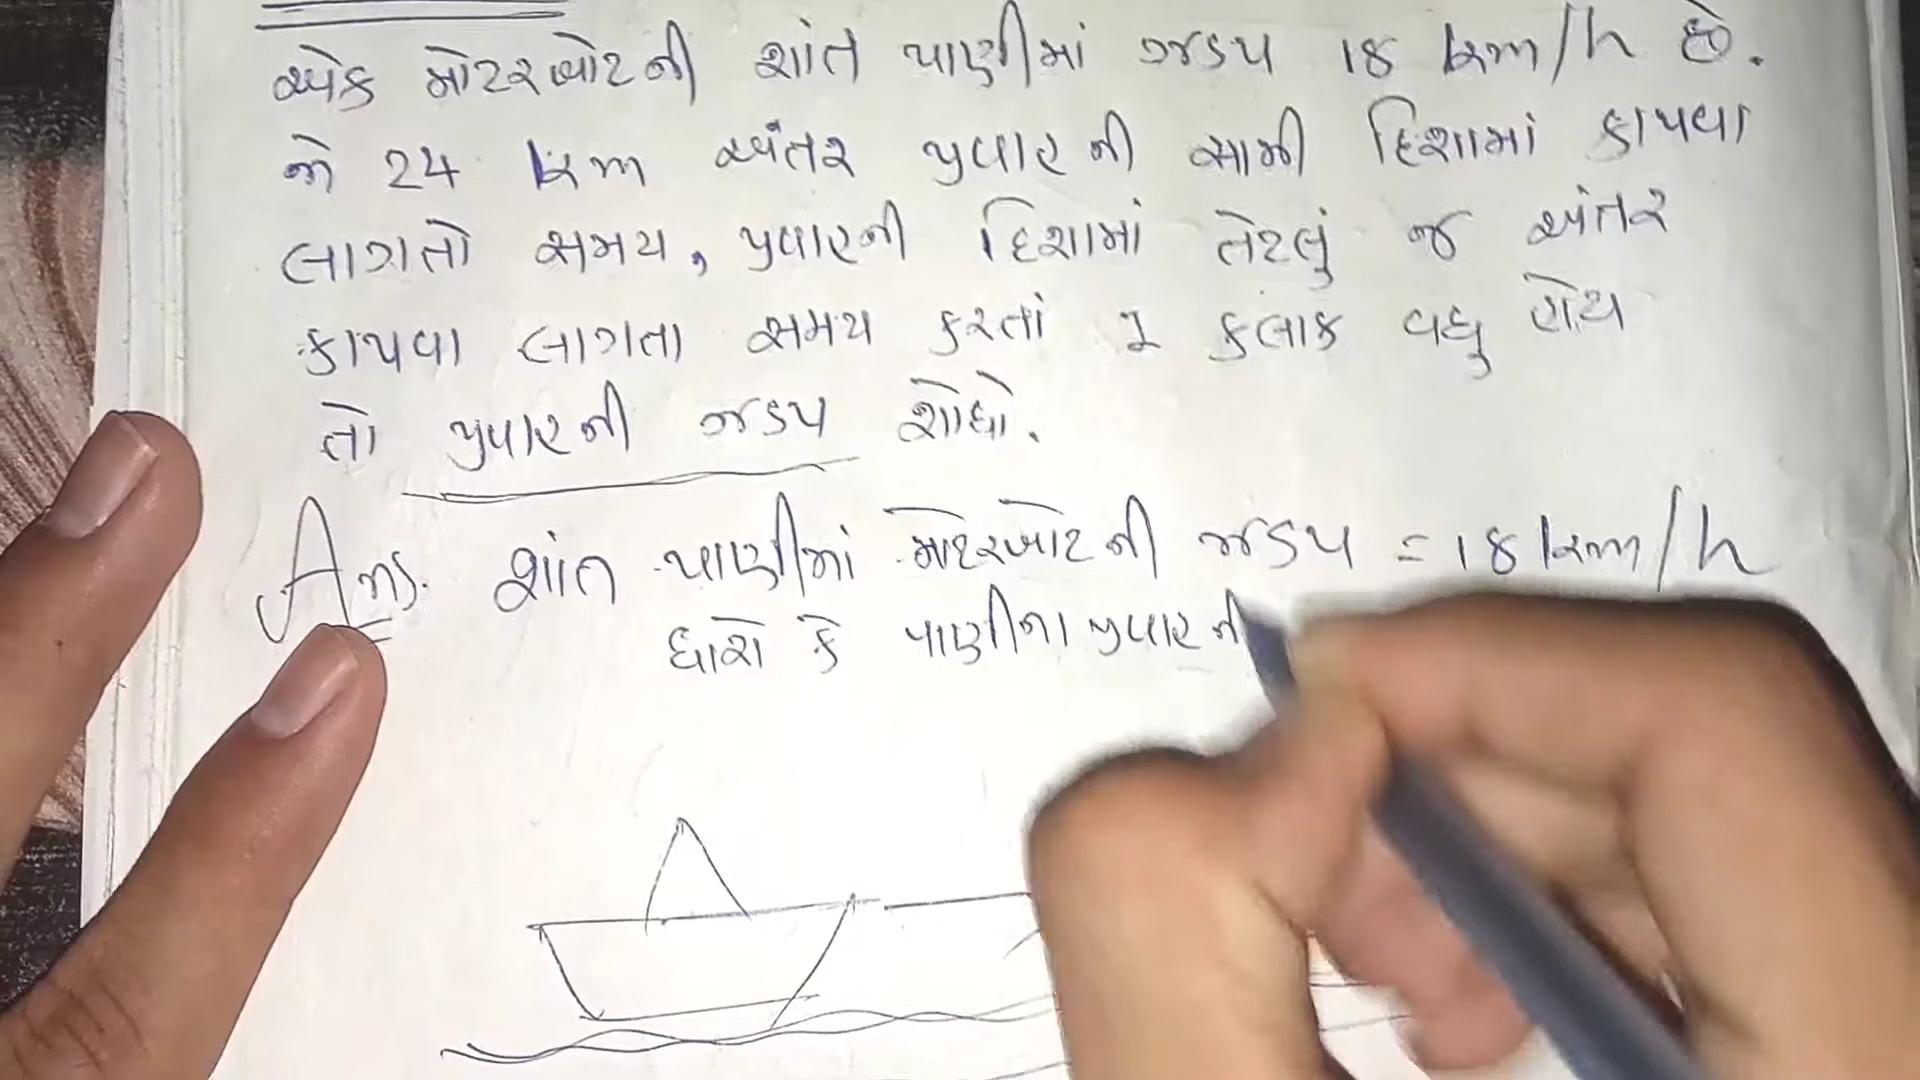 એક મોટરબોટની શાંત પાણીમાં ઝડપ 18 km/h છે.
જો 24 km અંતર પ્રવાહની સામી દિશામાં કાપવા
લાગતો સમય, પ્રવાહની દિશામાં તેટલું જ અંતર
કાપવા લાગતા સમય કરતાં 1 કલાક વધુ હોય
તો પ્રવાહની ઝડપ શોધો.
Ans. શાંત પાણીમાં મોટરબોટની ઝડપ = 18 km/h
ધારો કે પાણીના પ્રવાહની